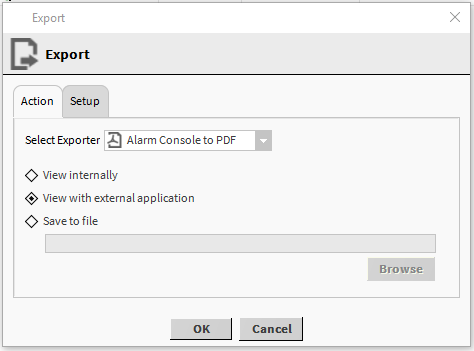 Export
Export
Action Setup
Select Exporter Alarm Console to PDF
View internally
View with external application
Save to file
Browse
OK Cancel